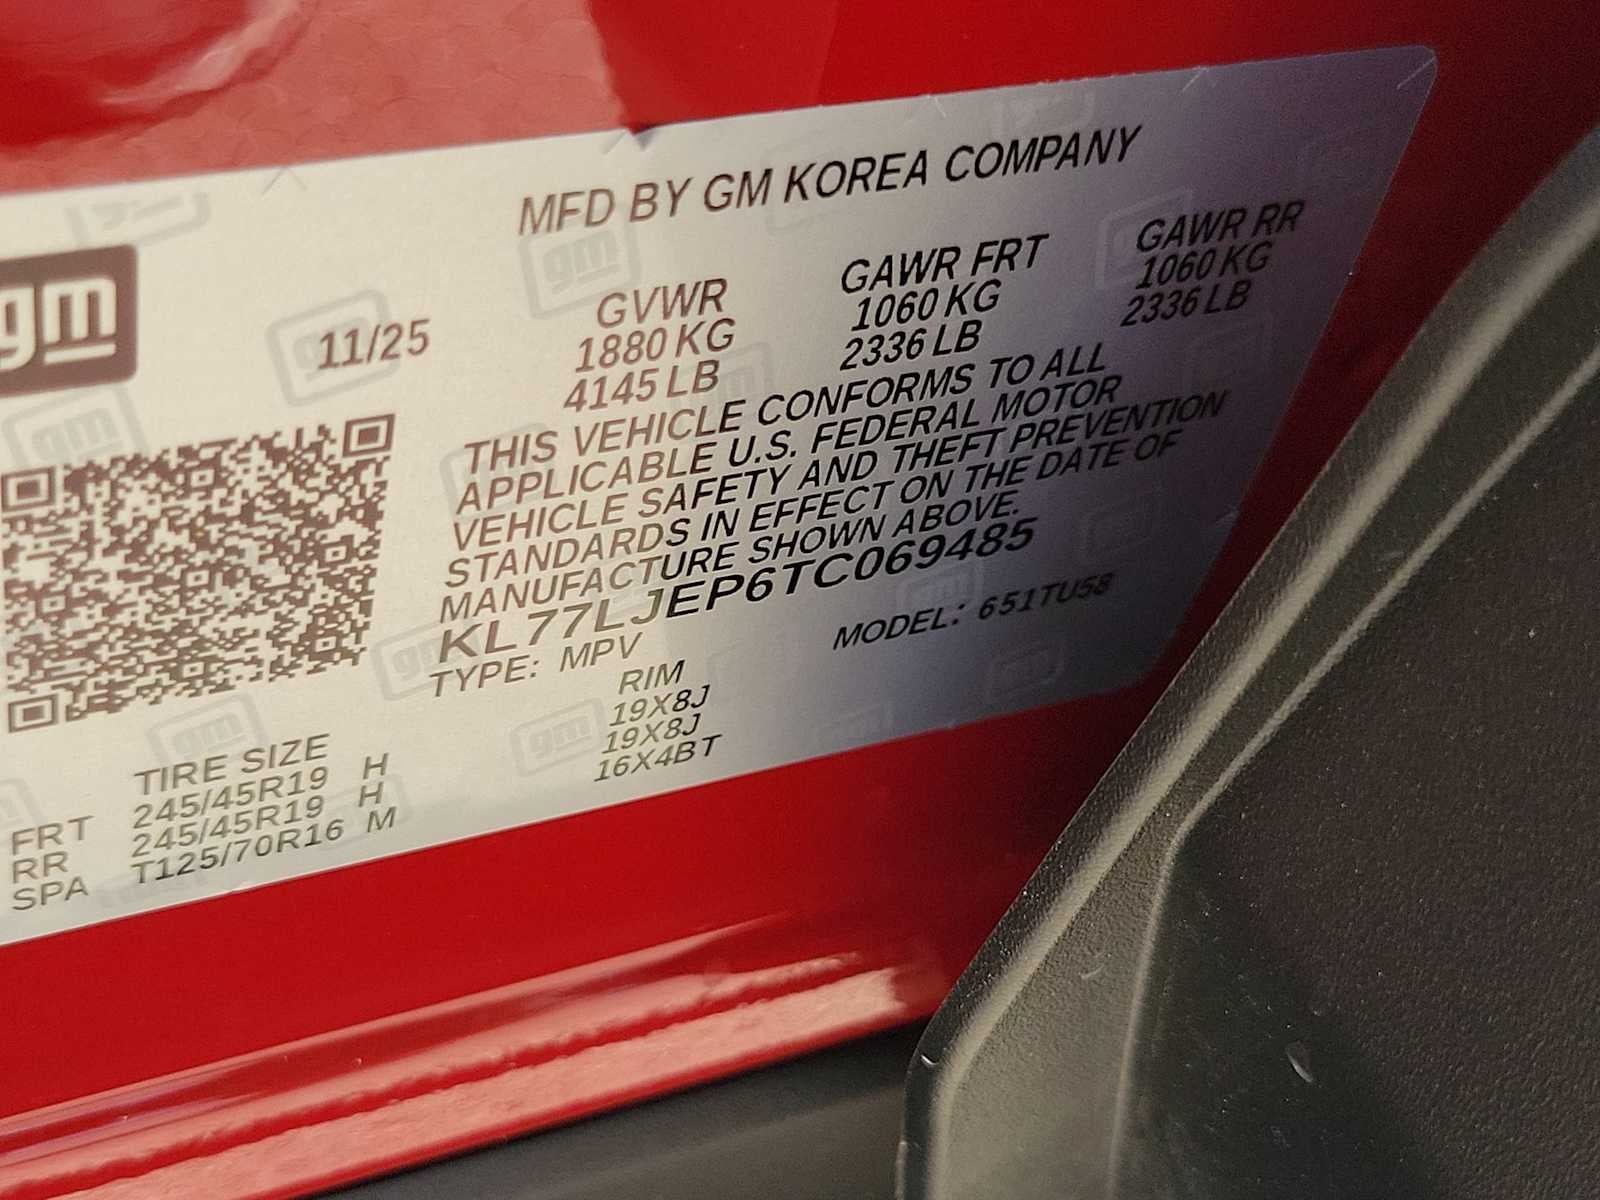 MFD BY GM KOREA COMPANY
gm
11/25
GVWR GAWR FRT GAWR RR
1880 KG 1060 KG 1060 KG
4145 LB 2336 LB 2336 LB
THIS VEHICLE CONFORMS TO ALL
APPLICABLE U.S. FEDERAL MOTOR
VEHICLE SAFETY AND THEFT PREVENTION
STANDARDS IN EFFECT ON THE DATE OF
MANUFACTURE SHOWN ABOVE.
KL77LJEP6TC069485
TYPE: MPV MODEL: 651TU58
TIRE SIZE RIM
FRT 245/45R19 H 19X8J
RR 245/45R19 H 19X8J
SPA T125/70R16 M 16X4BT